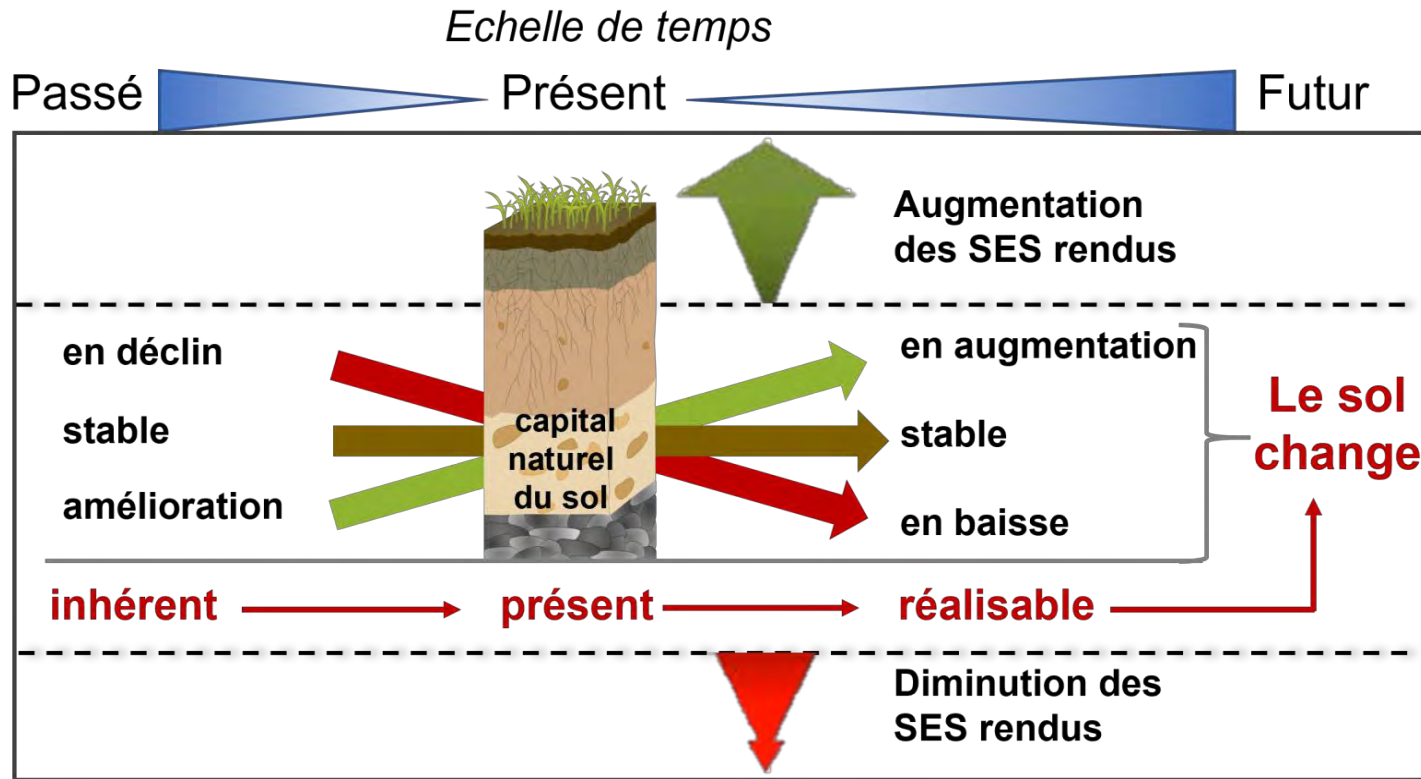 Echelle de temps
Passé
Présent
Futur
Augmentation
des SES rendus
en déclin
stable
amélioration
capital
naturel
du sol
en augmentation
stable
en baisse
Le sol
change
inhérent
présent
réalisable
Diminution des
SES rendus